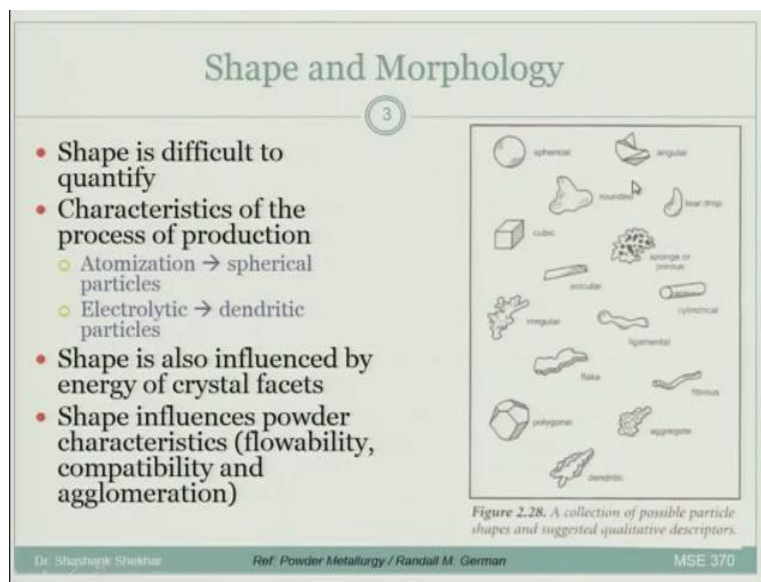 Shape and Morphology
3
• Shape is difficult to
quantify
• Characteristics of the
process of production
o Atomization → spherical
particles
o Electrolytic → dendritic
particles
• Shape is also influenced by
energy of crystal facets
• Shape influences powder
characteristics (flowability,
compatibility and
agglomeration)
spherical
angular
rounded
tear drop
cubic
sponge or
porous
acicular
cylindrical
irregular
ligamental
flake
fibrous
polygonal
aggregate
dendritic
Figure 2.28. A collection of possible particle
shapes and suggested qualitative descriptors.
Dr. Shashank Shekhar
Ref: Powder Metallurgy / Randall M. German
MSE 370